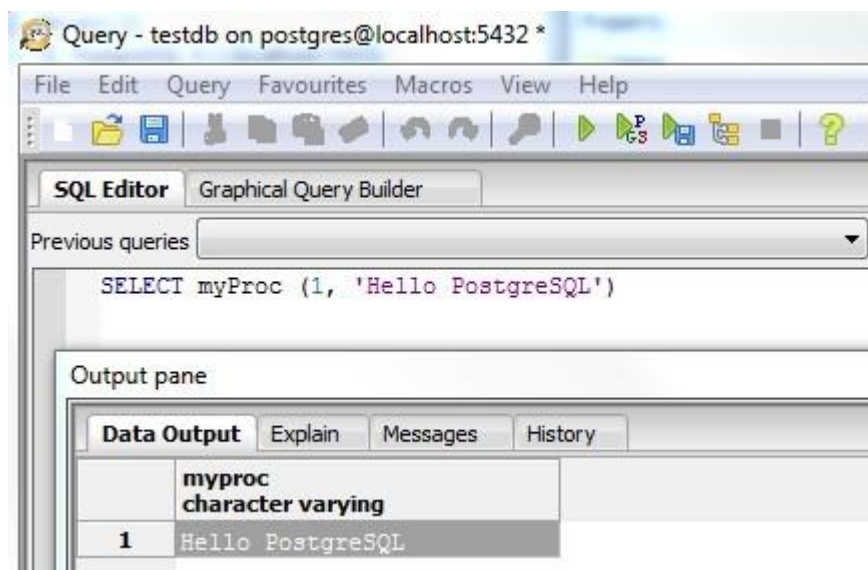 Query - testdb on postgres@localhost:5432 *
File Edit Query Favourites Macros View Help
SQL Editor Graphical Query Builder
Previous queries
SELECT myProc (1, 'Hello PostgreSQL')
Output pane
Data Output Explain Messages History
myproc
character varying
1 Hello PostgreSQL